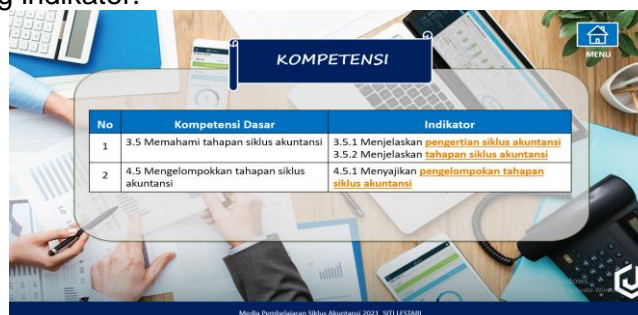 g indikator.
KOMPETENSI
MENU
No Kompetensi Dasar Indikator
1 3.5 Memahami tahapan siklus akuntansi 3.5.1 Menjelaskan pengertian siklus akuntansi
3.5.2 Menjelaskan tahapan siklus akuntansi
2 4.5 Mengelompokkan tahapan siklus akuntansi 4.5.1 Menyajikan pengelompokan tahapan
siklus akuntansi
Media Pembelajaran Siklus Akuntansi 2021 SITI LESTARI